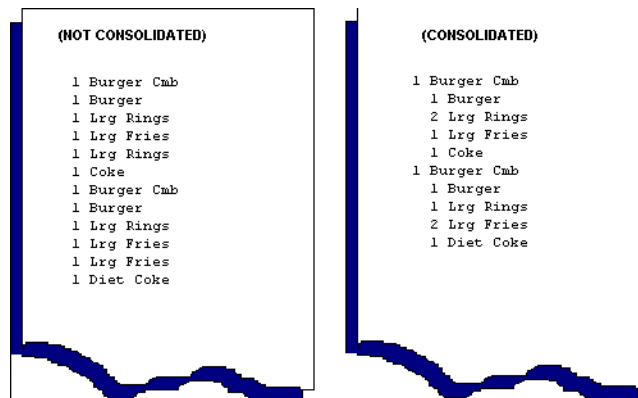 (NOT CONSOLIDATED)
1 Burger Cmb
1 Burger
1 Lrg Rings
1 Lrg Fries
1 Lrg Rings
1 Coke
1 Burger Cmb
1 Burger
1 Lrg Rings
1 Lrg Fries
1 Lrg Fries
1 Diet Coke
(CONSOLIDATED)
1 Burger Cmb
1 Burger
2 Lrg Rings
1 Lrg Fries
1 Coke
1 Burger Cmb
1 Burger
1 Lrg Rings
2 Lrg Fries
1 Diet Coke